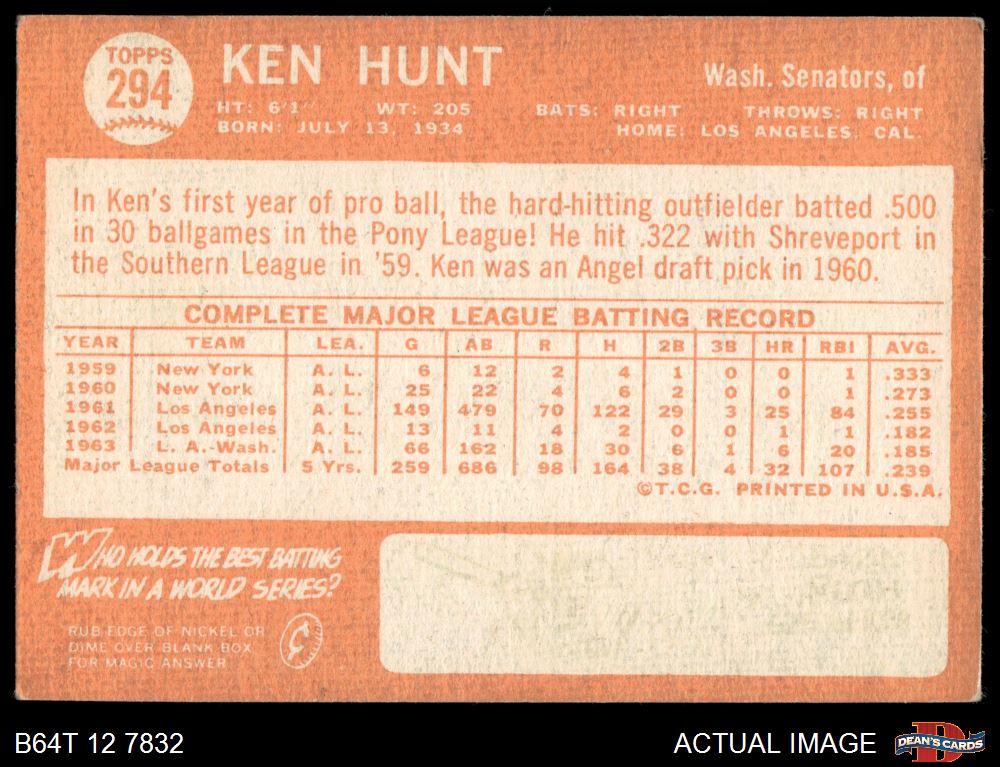 TOPPS
294
KEN HUNT
Wash. Senators, of
HT: 6'1" WT: 205 BATS: RIGHT THROWS: RIGHT
BORN: JULY 13, 1934 HOME: LOS ANGELES, CAL.
In Ken's first year of pro ball, the hard-hitting outfielder batted .500
in 30 ballgames in the Pony League! He hit .322 with Shreveport in
the Southern League in '59. Ken was an Angel draft pick in 1960.
COMPLETE MAJOR LEAGUE BATTING RECORD
YEAR TEAM LEA. G AB R H 2B 3B HR RBI AVG.
1959 New York A. L. 6 12 2 4 1 0 0 1 .333
1960 New York A. L. 25 22 4 6 2 0 0 1 .273
1961 Los Angeles A. L. 149 479 70 122 29 3 25 84 .255
1962 Los Angeles A. L. 13 11 4 2 0 0 1 1 .182
1963 L. A.-Wash. A. L. 66 162 18 30 6 1 6 20 .185
Major League Totals 5 Yrs. 259 686 98 164 38 4 32 107 .239
©T.C.G. PRINTED IN U.S.A.
WHO HOLDS THE BEST BATTING
MARK IN A WORLD SERIES?
RUB EDGE OF NICKEL OR
DIME OVER BLANK BOX
FOR MAGIC ANSWER
¢
B64T 12 7832
ACTUAL IMAGE
D
DEAN'S CARDS